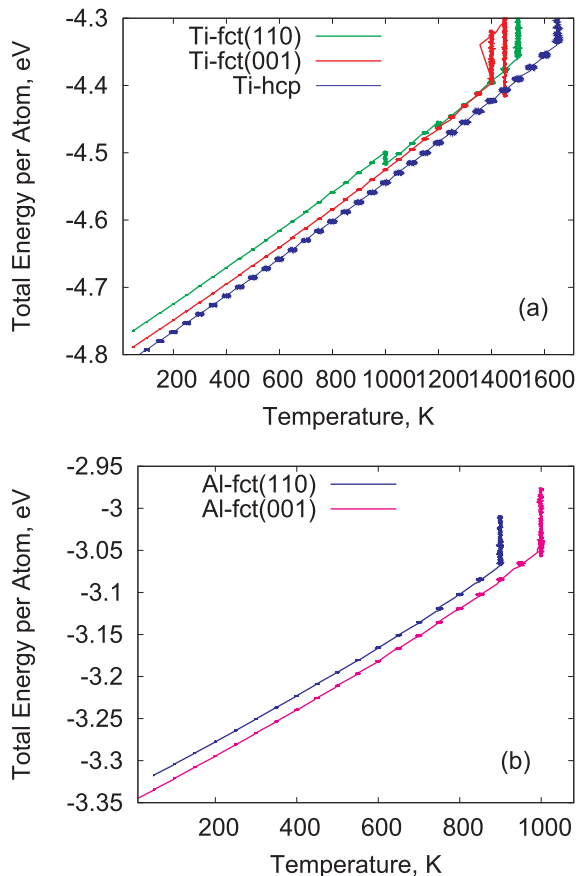 -4.3
-4.4
-4.5
-4.6
-4.7
-4.8
Total Energy per Atom, eV
Ti-fct(110)
Ti-fct(001)
Ti-hcp
(a)
200 400 600 800 1000 1200 1400 1600
Temperature, K
-2.95
-3
-3.05
-3.1
-3.15
-3.2
-3.25
-3.3
-3.35
Total Energy per Atom, eV
Al-fct(110)
Al-fct(001)
(b)
200 400 600 800 1000
Temperature, K